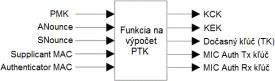 PMK
ANounce
SNounce
Supplicant MAC
Authenticator MAC
Funkcia na
výpočet
PTK
KCK
KEK
Dočasný kľúč (TK)
MIC Auth Tx kľúč
MIC Auth Rx kľúč